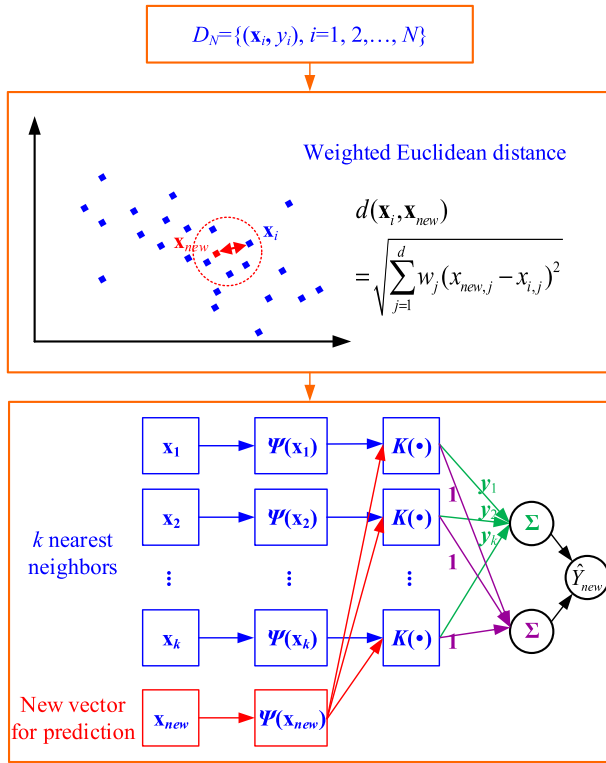 D_N={(x_i, y_i), i=1, 2,…, N}
Weighted Euclidean distance
x_i
x_new
d(x_i, x_new)
=√∑_{j=1}^{d} w_j(x_{new,j} − x_{i,j})^2
x_1 Ψ(x_1) K(•)
y_1
1
x_2 Ψ(x_2) K(•)
y_2
Σ
k nearest
neighbors
y_k
1
⋮ ⋮ ⋮
Ŷ_new
x_k Ψ(x_k) K(•)
1
Σ
New vector
for prediction
x_new Ψ(x_new)